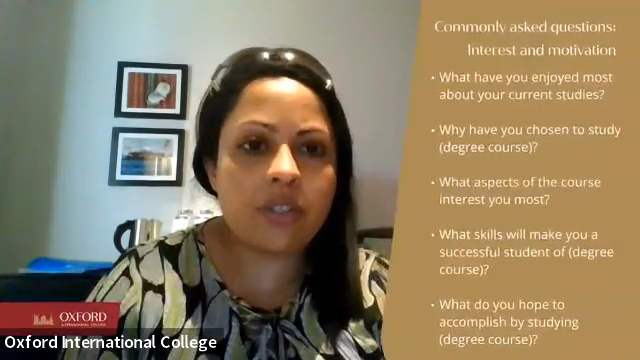 Commonly asked questions:
Interest and motivation
• What have you enjoyed most
about your current studies?
• Why have you chosen to study
(degree course)?
• What aspects of the course
interest you most?
• What skills will make you a
successful student of (degree
course)?
• What do you hope to
accomplish by studying
(degree course)?
OXFORD
INTERNATIONAL COLLEGE
Oxford International College